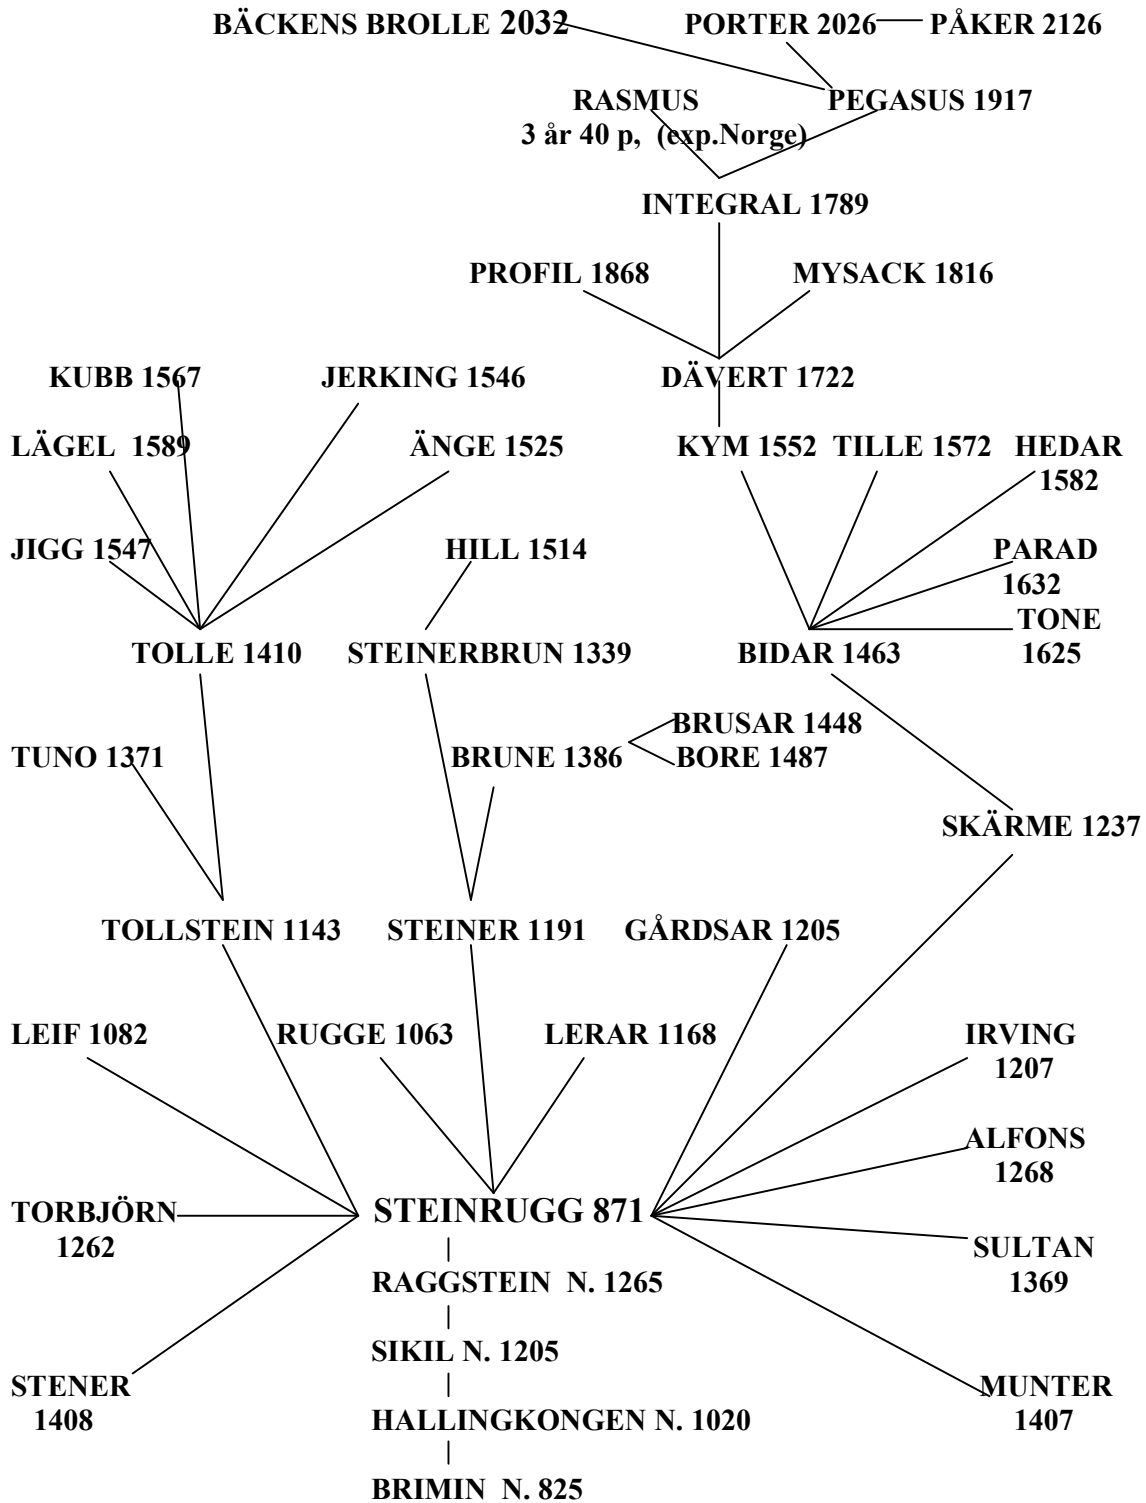 BÄCKENS BROLLE 2032 PORTER 2026 PÅKER 2126
RASMUS PEGASUS 1917
3 år 40 p, (exp.Norge)
INTEGRAL 1789
PROFIL 1868 MYSACK 1816
KUBB 1567 JERKING 1546 DÄVERT 1722
LÄGEL 1589 ÄNGE 1525 KYM 1552 TILLE 1572 HEDAR
1582
JIGG 1547 HILL 1514 PARAD
1632
TONE
TOLLE 1410 STEINERBRUN 1339 BIDAR 1463 1625
BRUSAR 1448
TUNO 1371 BRUNE 1386 BORE 1487
SKÄRME 1237
TOLLSTEIN 1143 STEINER 1191 GÅRDSAR 1205
LEIF 1082 RUGGE 1063 LERAR 1168 IRVING
1207
ALFONS
1268
TORBJÖRN STEINRUGG 871
1262 SULTAN
1369
RAGGSTEIN N. 1265
SIKIL N. 1205
STENER MUNTER
1408 HALLINGKONGEN N. 1020 1407
BRIMIN N. 825